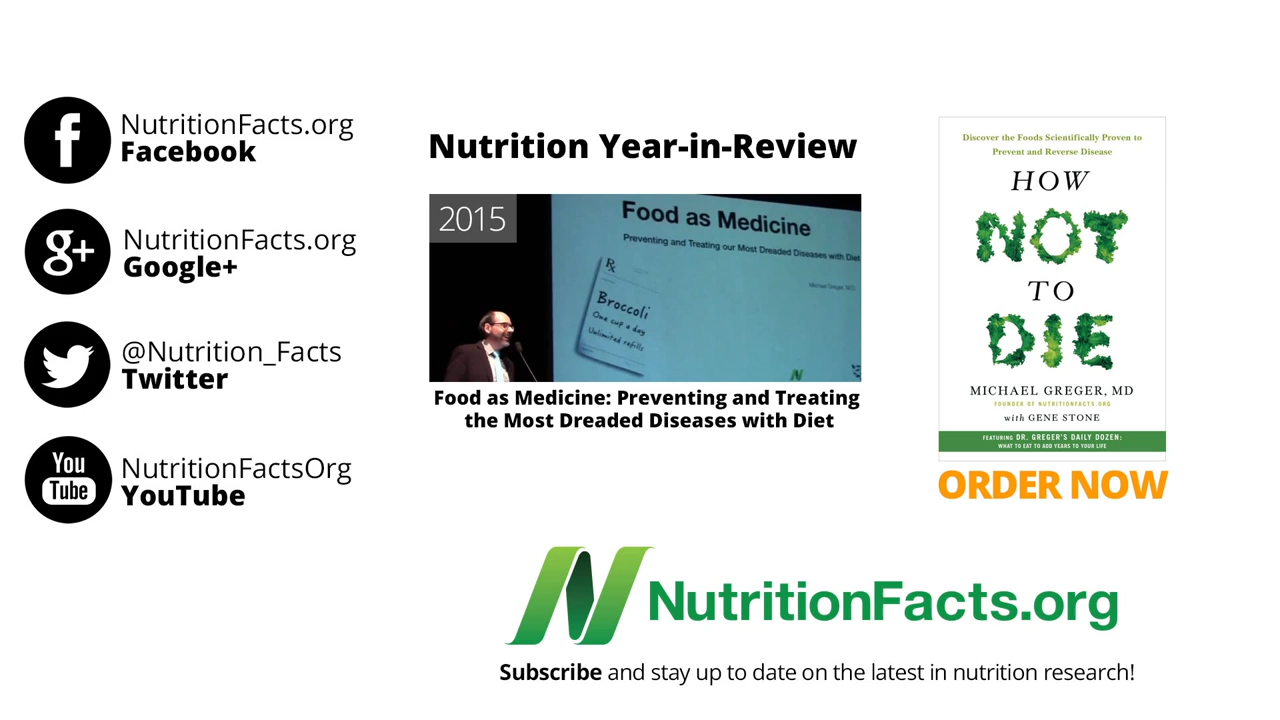 NutritionFacts.org
Facebook
g+
NutritionFacts.org
Google+
@Nutrition_Facts
Twitter
You
Tube
NutritionFactsOrg
YouTube
Nutrition Year-in-Review
2015
Food as Medicine
Preventing and Treating our Most Dreaded Diseases with Diet
Michael Greger, M.D.
Rx
Broccoli
One cup a day
Unlimited refills
Food as Medicine: Preventing and Treating
the Most Dreaded Diseases with Diet
Discover the Foods Scientifically Proven to
Prevent and Reverse Disease
HOW
NOT
TO
DIE
MICHAEL GREGER, MD
FOUNDER OF NUTRITIONFACTS.ORG
with GENE STONE
FEATURING DR. GREGER'S DAILY DOZEN:
WHAT TO EAT TO ADD YEARS TO YOUR LIFE
ORDER NOW
NutritionFacts.org
Subscribe and stay up to date on the latest in nutrition research!